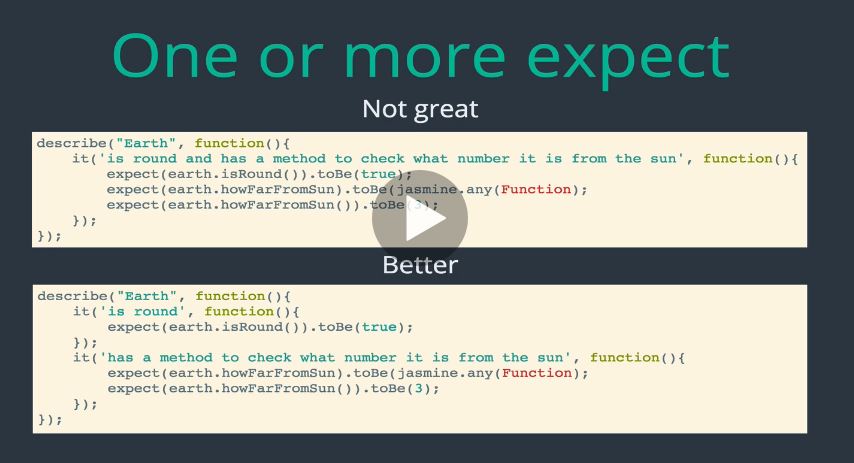 One or more expect
Not great
describe("Earth", function(){
    it('is round and has a method to check what number it is from the sun', function(){
        expect(earth.isRound()).toBe(true);
        expect(earth.howFarFromSun).toBe(jasmine.any(Function);
        expect(earth.howFarFromSun()).toBe(3);
    });
});
Better
describe("Earth", function(){
    it('is round', function(){
        expect(earth.isRound()).toBe(true);
    });
    it('has a method to check what number it is from the sun', function(){
        expect(earth.howFarFromSun).toBe(jasmine.any(Function);
        expect(earth.howFarFromSun()).toBe(3);
    });
});